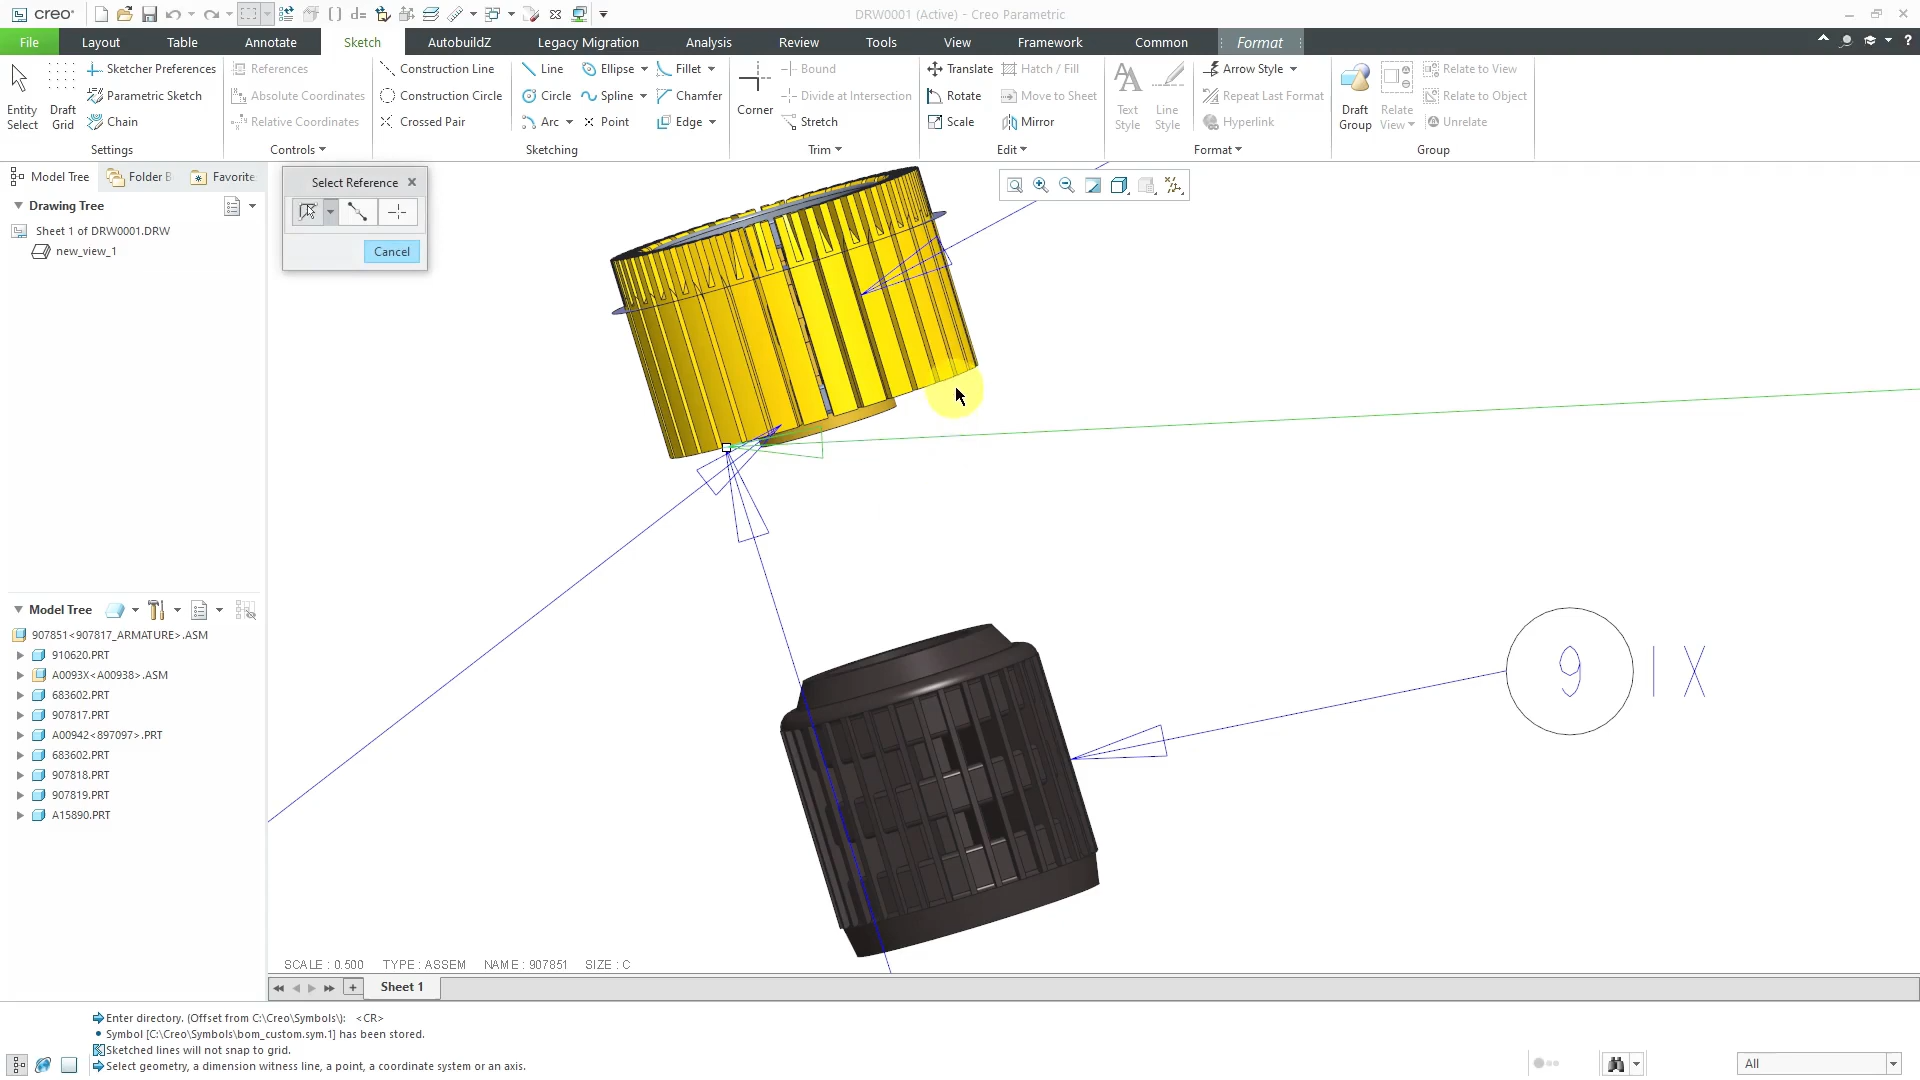 creo
DRW0001 (Active) - Creo Parametric
File Layout Table Annotate Sketch AutobuildZ Legacy Migration Analysis Review Tools View Framework Common Format
Entity Select
Draft Grid
Sketcher Preferences
Parametric Sketch
Chain
Settings
References
Absolute Coordinates
Relative Coordinates
Controls
Construction Line
Construction Circle
Crossed Pair
Line
Circle
Arc
Ellipse
Spline
Point
Fillet
Chamfer
Edge
Sketching
Corner
Bound
Divide at Intersection
Stretch
Trim
Translate
Rotate
Scale
Hatch / Fill
Move to Sheet
Mirror
Edit
Text Style
Line Style
Arrow Style
Repeat Last Format
Hyperlink
Format
Draft Group
Relate View
Relate to View
Relate to Object
Unrelate
Group
Model Tree Folder B Favorite
Drawing Tree
Sheet 1 of DRW0001.DRW
new_view_1
Select Reference
Cancel
Model Tree
907851<907817_ARMATURE>.ASM
910620.PRT
A0093X<A00938>.ASM
683602.PRT
907817.PRT
A00942<897097>.PRT
683602.PRT
907818.PRT
907819.PRT
A15890.PRT
9 1 X
SCALE : 0.500 TYPE : ASSEM NAME : 907851 SIZE : C
Sheet 1
Enter directory. (Offset from C:\Creo\Symbols\): <CR>
Symbol [C:\Creo\Symbols\bom_custom.sym.1] has been stored.
Sketched lines will not snap to grid.
Select geometry, a dimension witness line, a point, a coordinate system or an axis.
All